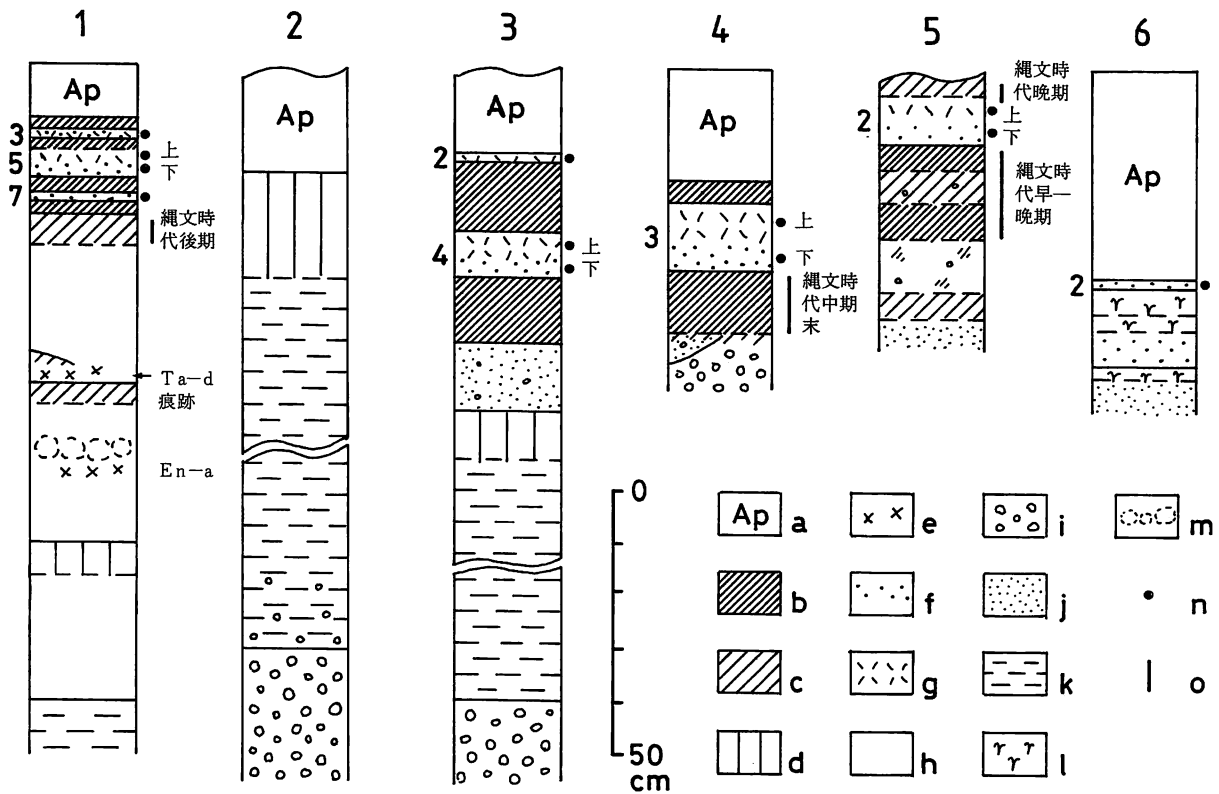 1
2
3
4
5
6
Ap
3
5
7
上
下
縄文時
代後期
Ta-d
痕跡
En-a
Ap
Ap
2
4
上
下
Ap
3
上
下
縄文時
代中期
末
2
縄文時
代晩期
上
下
縄文時
代早一
晩期
Ap
2
0
50
cm
Ap a
b
c
d
e
f
g
h
i
j
k
l
m
n
o